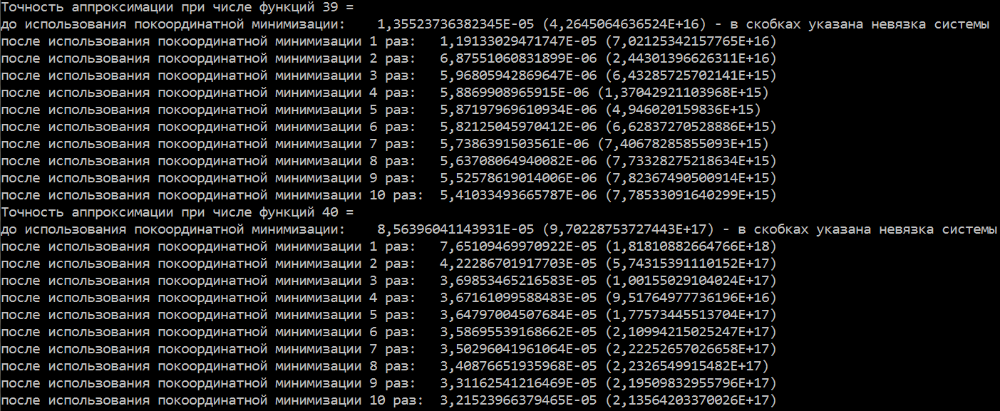 Точность аппроксимации при числе функций 39 =
до использования покоординатной минимизации:    1,35523736382345E-05 (4,2645064636524E+16) - в скобках указана невязка системы
после использования покоординатной минимизации 1 раз:   1,19133029471747E-05 (7,02125342157765E+16)
после использования покоординатной минимизации 2 раз:   6,87551060831899E-06 (2,44301396626311E+16)
после использования покоординатной минимизации 3 раз:   5,96805942869647E-06 (6,43285725702141E+15)
после использования покоординатной минимизации 4 раз:   5,8869908965915E-06 (1,37042921103968E+15)
после использования покоординатной минимизации 5 раз:   5,87197969610934E-06 (4,946020159836E+15)
после использования покоординатной минимизации 6 раз:   5,82125045970412E-06 (6,62837270528886E+15)
после использования покоординатной минимизации 7 раз:   5,7386391503561E-06 (7,40678285855093E+15)
после использования покоординатной минимизации 8 раз:   5,63708064940082E-06 (7,73328275218634E+15)
после использования покоординатной минимизации 9 раз:   5,52578619014006E-06 (7,82367490500914E+15)
после использования покоординатной минимизации 10 раз:  5,41033493665787E-06 (7,78533091640299E+15)
Точность аппроксимации при числе функций 40 =
до использования покоординатной минимизации:    8,56396041143931E-05 (9,70228753727443E+17) - в скобках указана невязка системы
после использования покоординатной минимизации 1 раз:   7,65109469970922E-05 (1,81810882664766E+18)
после использования покоординатной минимизации 2 раз:   4,22286701917703E-05 (5,74315391110152E+17)
после использования покоординатной минимизации 3 раз:   3,69853465216583E-05 (1,00155029104024E+17)
после использования покоординатной минимизации 4 раз:   3,67161099588483E-05 (9,51764977736196E+16)
после использования покоординатной минимизации 5 раз:   3,64797004507684E-05 (1,77573445513704E+17)
после использования покоординатной минимизации 6 раз:   3,58695539168662E-05 (2,10994215025247E+17)
после использования покоординатной минимизации 7 раз:   3,50296041961064E-05 (2,22252657026658E+17)
после использования покоординатной минимизации 8 раз:   3,40876651935968E-05 (2,2326549915482E+17)
после использования покоординатной минимизации 9 раз:   3,31162541216469E-05 (2,19509832955796E+17)
после использования покоординатной минимизации 10 раз:  3,21523966379465E-05 (2,13564203370026E+17)